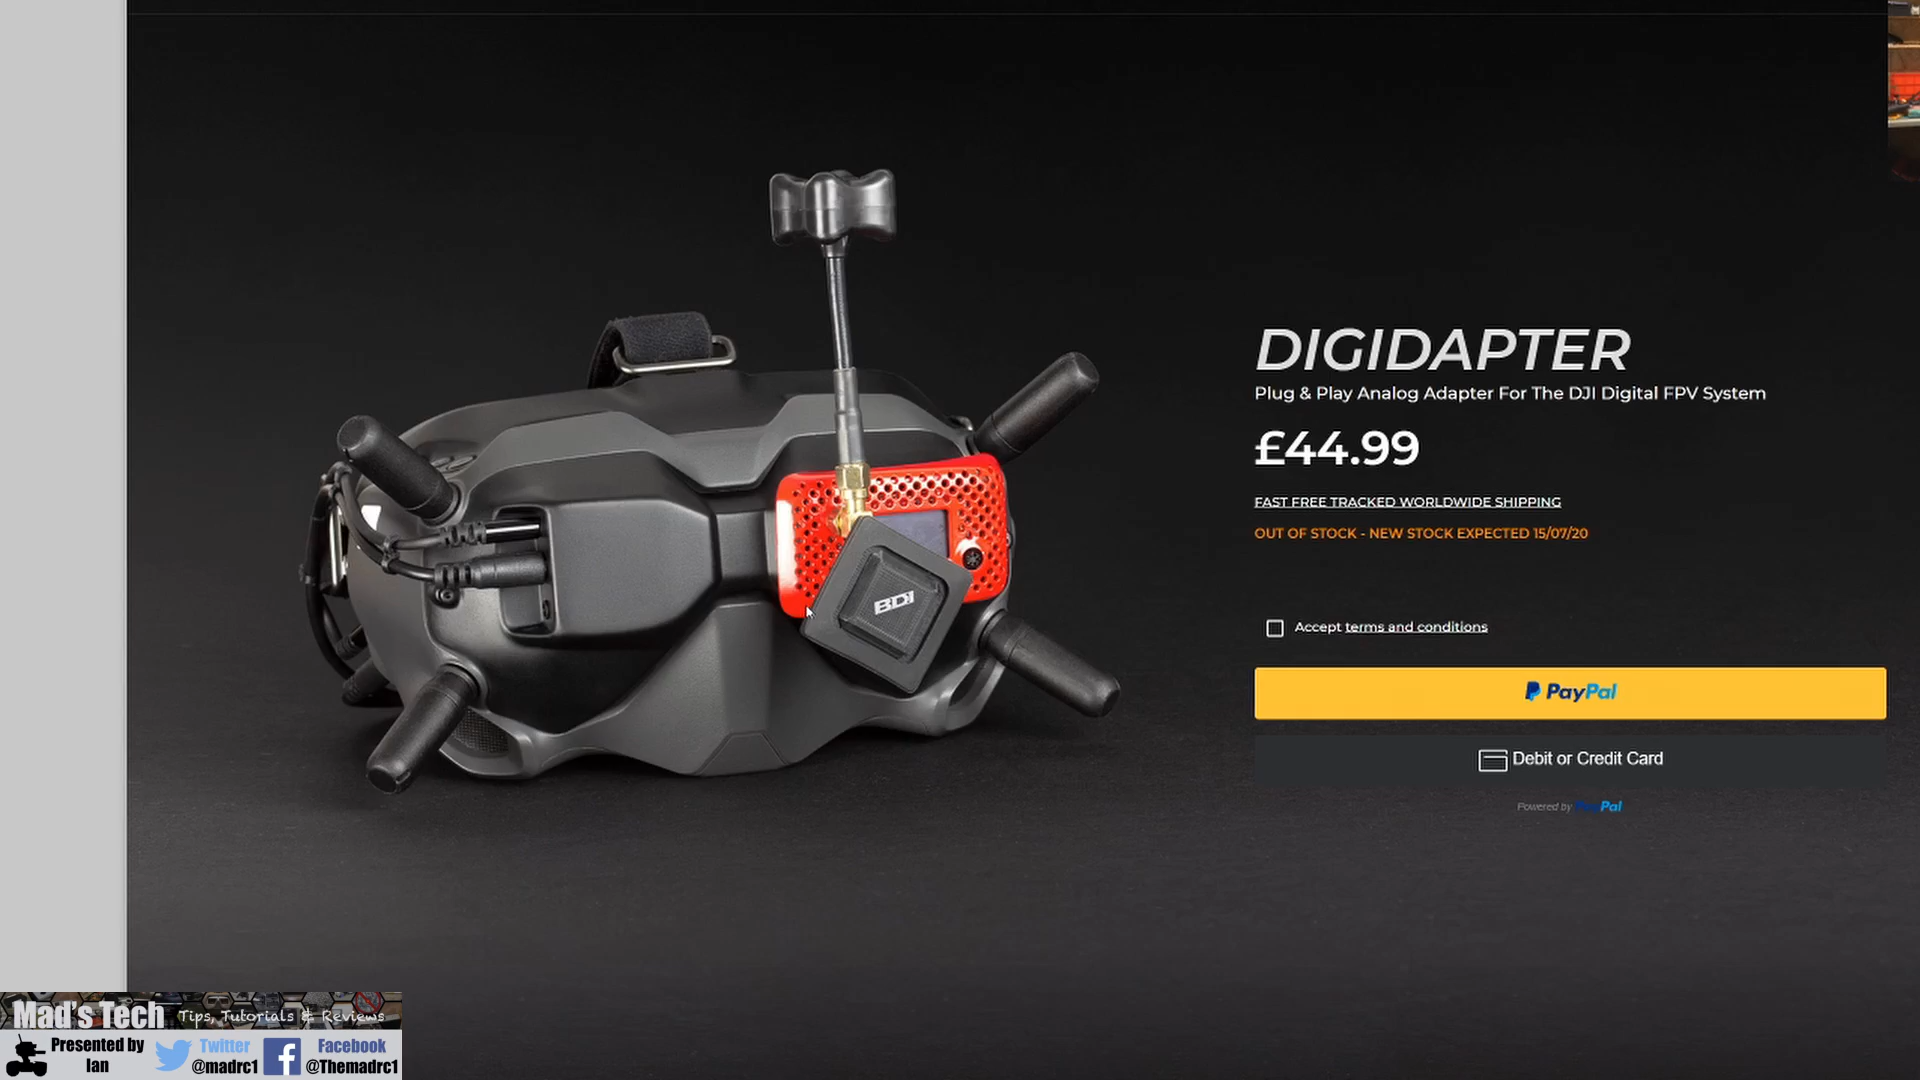 DIGIDAPTER
Plug & Play Analog Adapter For The DJI Digital FPV System
£44.99
FAST FREE TRACKED WORLDWIDE SHIPPING
OUT OF STOCK - NEW STOCK EXPECTED 15/07/20
BDI
Accept terms and conditions
PayPal
Debit or Credit Card
Powered by PayPal
Mad's Tech Tips, Tutorials & Reviews
Presented by
Ian
Twitter
@madrc1
Facebook
@Themadrc1